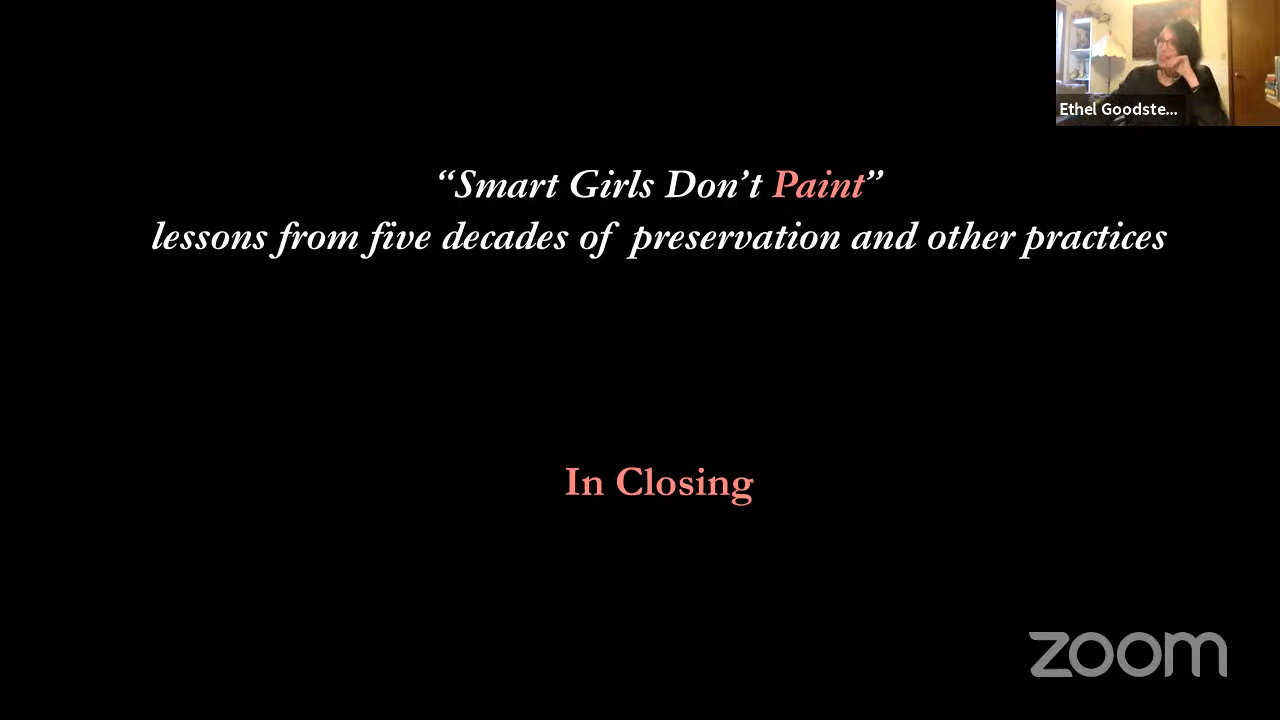 Ethel Goodste...
“Smart Girls Don’t Paint”
lessons from five decades of preservation and other practices
In Closing
zoom